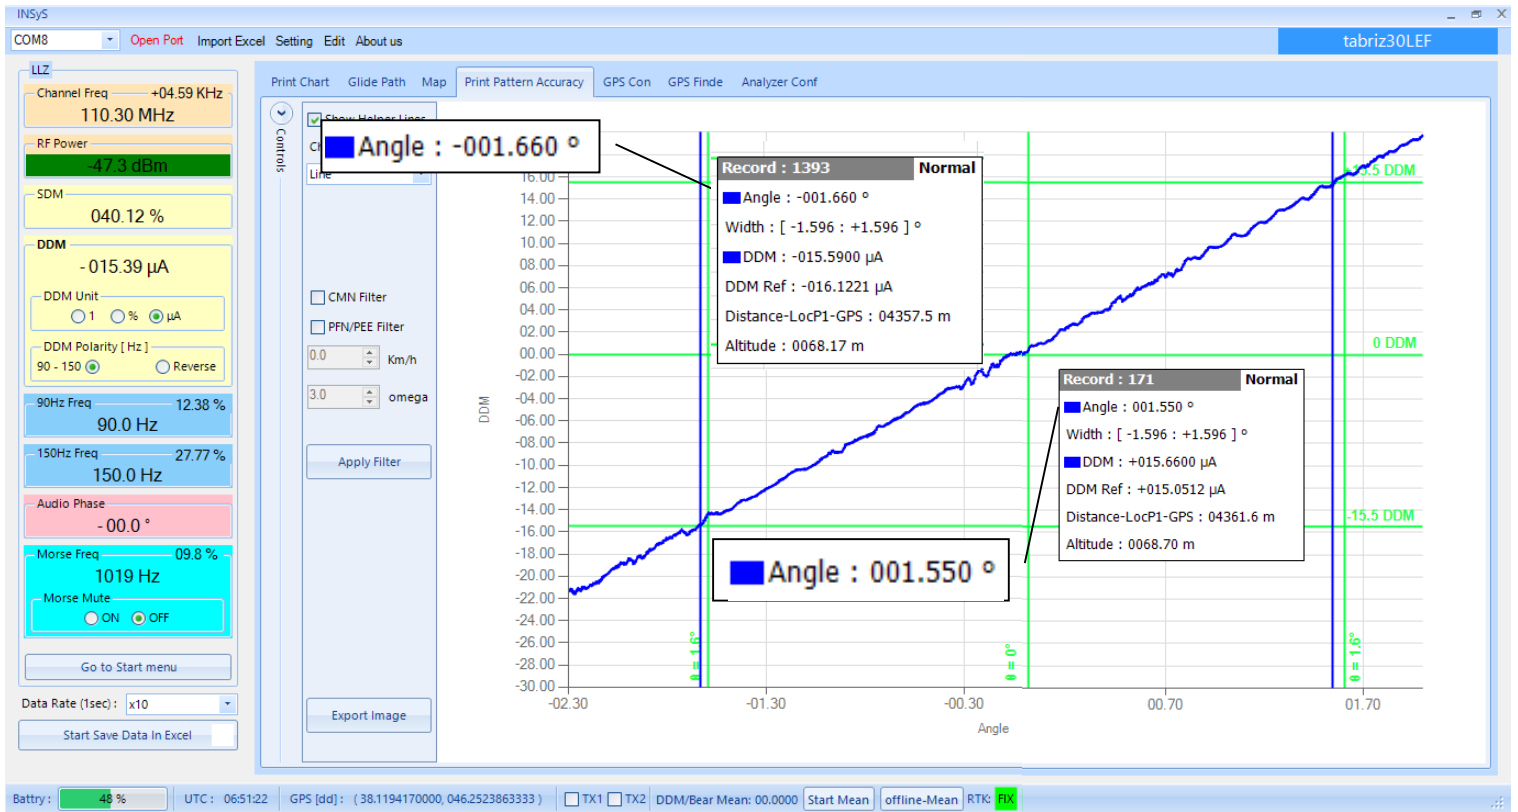 INSyS
COM8 Open Port Import Excel Setting Edit About us tabriz30LEF
LLZ
Channel Freq +04.59 KHz
110.30 MHz
RF Power
-47.3 dBm
SDM
040.12 %
DDM
- 015.39 µA
DDM Unit
1 % µA
DDM Polarity [ Hz ]
90 - 150 Reverse
90Hz Freq 12.38 %
90.0 Hz
150Hz Freq 27.77 %
150.0 Hz
Audio Phase
- 00.0 °
Morse Freq 09.8 %
1019 Hz
Morse Mute
ON OFF
Go to Start menu
Data Rate (1sec) : x10
Start Save Data In Excel
Print Chart Glide Path Map Print Pattern Accuracy GPS Con GPS Finde Analyzer Conf
Controls
Show Helper Lines
Line
CMN Filter
PFN/PEE Filter
0.0 Km/h
3.0 omega
Apply Filter
Export Image
Angle : -001.660 °
Record : 1393 Normal
Angle : -001.660 °
Width : [ -1.596 : +1.596 ] °
DDM : -015.5900 µA
DDM Ref : -016.1221 µA
Distance-LocP1-GPS : 04357.5 m
Altitude : 0068.17 m
Record : 171 Normal
Angle : 001.550 °
Width : [ -1.596 : +1.596 ] °
DDM : +015.6600 µA
DDM Ref : +015.0512 µA
Distance-LocP1-GPS : 04361.6 m
Altitude : 0068.70 m
Angle : 001.550 °
DDM
16.00
14.00
12.00
10.00
08.00
06.00
04.00
02.00
00.00
-02.00
-04.00
-06.00
-08.00
-10.00
-12.00
-14.00
-16.00
-18.00
-20.00
-22.00
-24.00
-26.00
-28.00
-30.00
+15.5 DDM
0 DDM
-15.5 DDM
θ = 1.6°
θ = 0°
θ = 1.6°
-02.30 -01.30 -00.30 00.70 01.70
Angle
Battry : 48 % UTC : 06:51:22 GPS [dd] : ( 38.1194170000, 046.2523863333 ) TX1 TX2 DDM/Bear Mean: 00.0000 Start Mean offline-Mean RTK: FIX